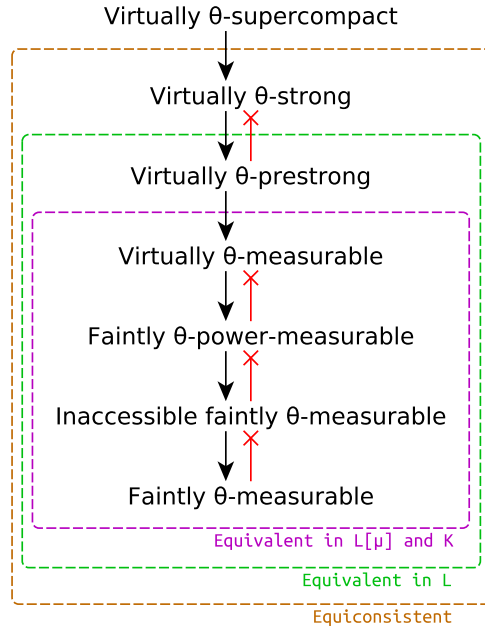 Virtually θ-supercompact
Virtually θ-strong
Virtually θ-prestrong
Virtually θ-measurable
Faintly θ-power-measurable
Inaccessible faintly θ-measurable
Faintly θ-measurable
Equivalent in L[μ] and K
Equivalent in L
Equiconsistent